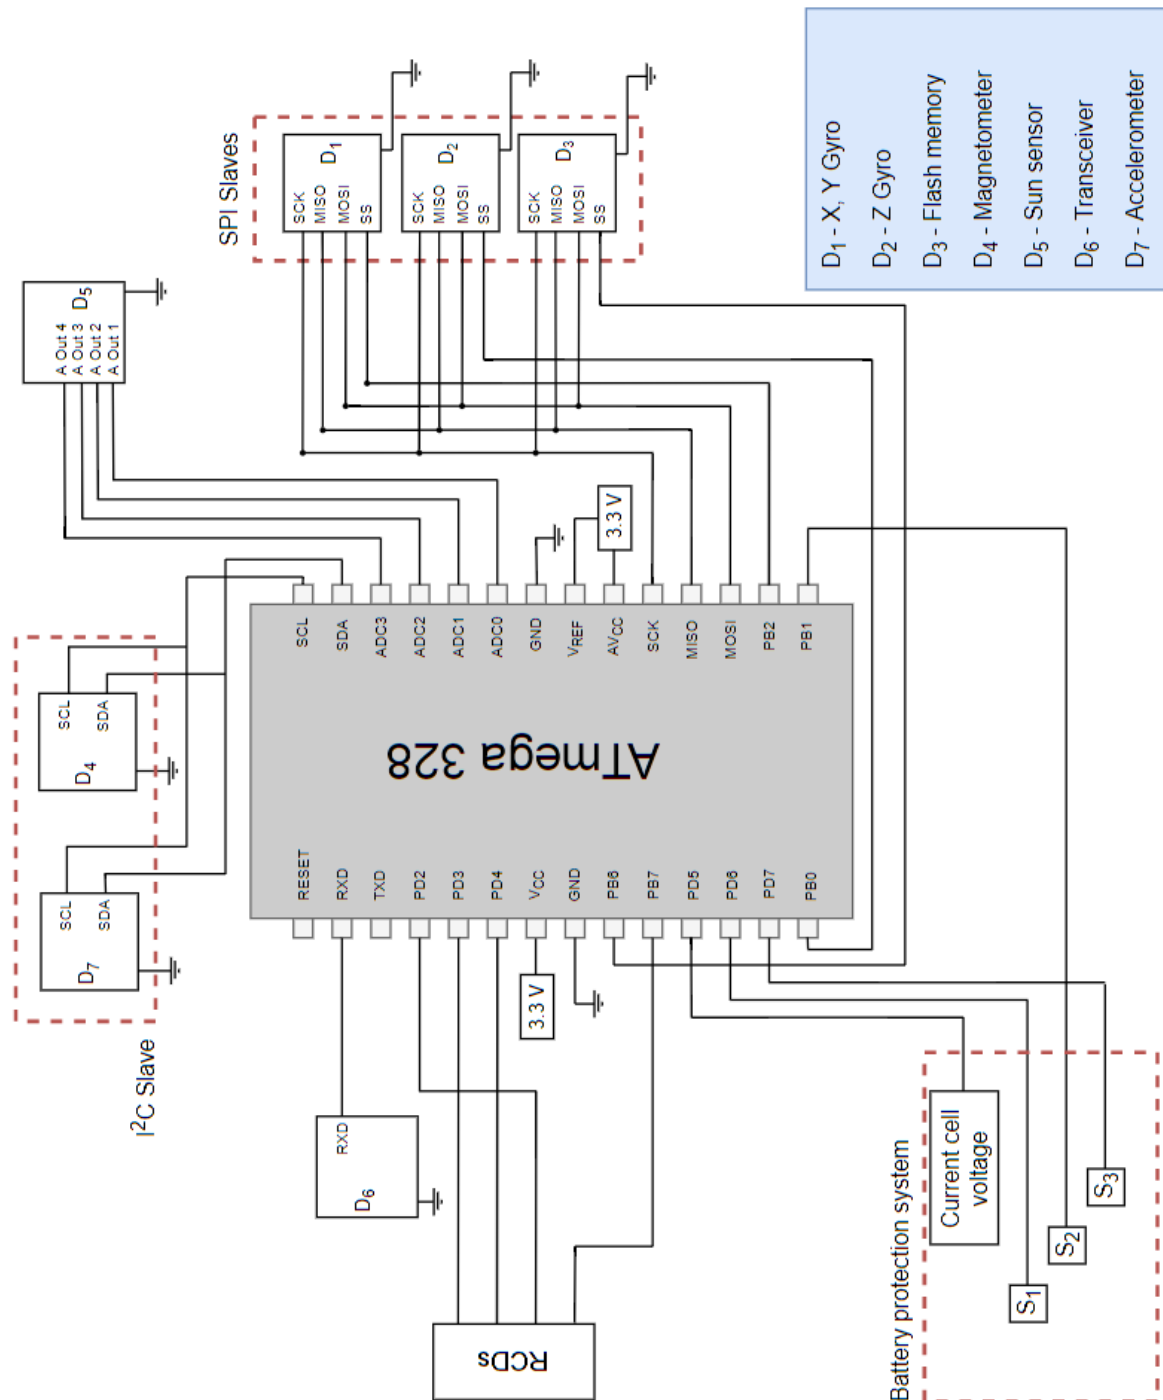 SPI Slaves
SCK
MISO
MOSI
SS
D1
SCK
MISO
MOSI
SS
D2
SCK
MISO
MOSI
SS
D3
D1 - X, Y Gyro
D2 - Z Gyro
D3 - Flash memory
D4 - Magnetometer
D5 - Sun sensor
D6 - Transceiver
D7 - Accelerometer
A Out 4
A Out 3
A Out 2
A Out 1
D5
3.3 V
SCL
SDA
ADC3
ADC2
ADC1
ADC0
GND
VREF
AVCC
SCK
MISO
MOSI
PB2
PB1
ATmega 328
RESET
RXD
TXD
PD2
PD3
PD4
VCC
GND
PB6
PB7
PD5
PD6
PD7
PB0
SCL
SDA
D4
SCL
SDA
D7
I2C Slave
3.3 V
RXD
D6
RCDs
Battery protection system
Current cell
voltage
S1
S2
S3